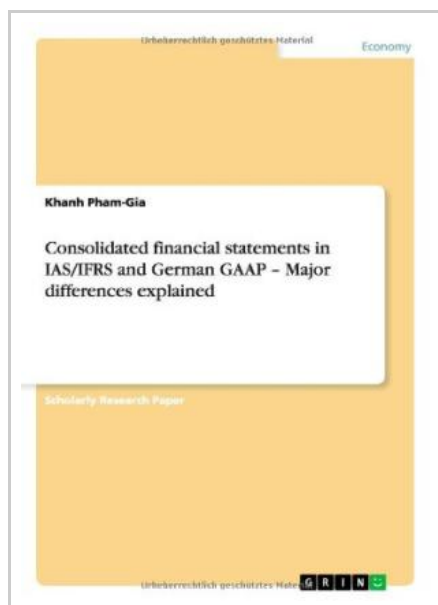 Urheberrechtlich geschütztes Material
Economy
Khanh Pham-Gia
Consolidated financial statements in
IAS/IFRS and German GAAP – Major
differences explained
Scholarly Research Paper
Urheberrechtlich geschütztes
GRIN